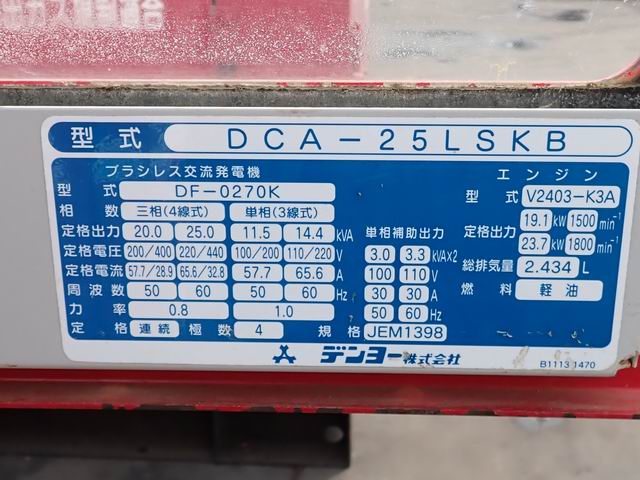 型式 DCA-25LSKB
ブラシレス交流発電機 エンジン
型式 DF-0270K 型式 V2403-K3A
相数 三相(4線式) 単相(3線式) 19.1 kW 1500 min⁻¹
定格出力 20.0 25.0 11.5 14.4 kVA 単相補助出力 定格出力
定格電圧 200/400 220/440 100/200 110/220 V 3.0 3.3 kVA×2 23.7 kW 1800 min⁻¹
定格電流 57.7/28.9 65.6/32.8 57.7 65.6 A 100 110 V 総排気量 2.434 L
周波数 50 60 50 60 Hz 30 30 A 燃料 軽油
力率 0.8 1.0 50 60 Hz
定格 連続 極数 4 規格 JEM1398
デンヨー株式会社
B1113 1470